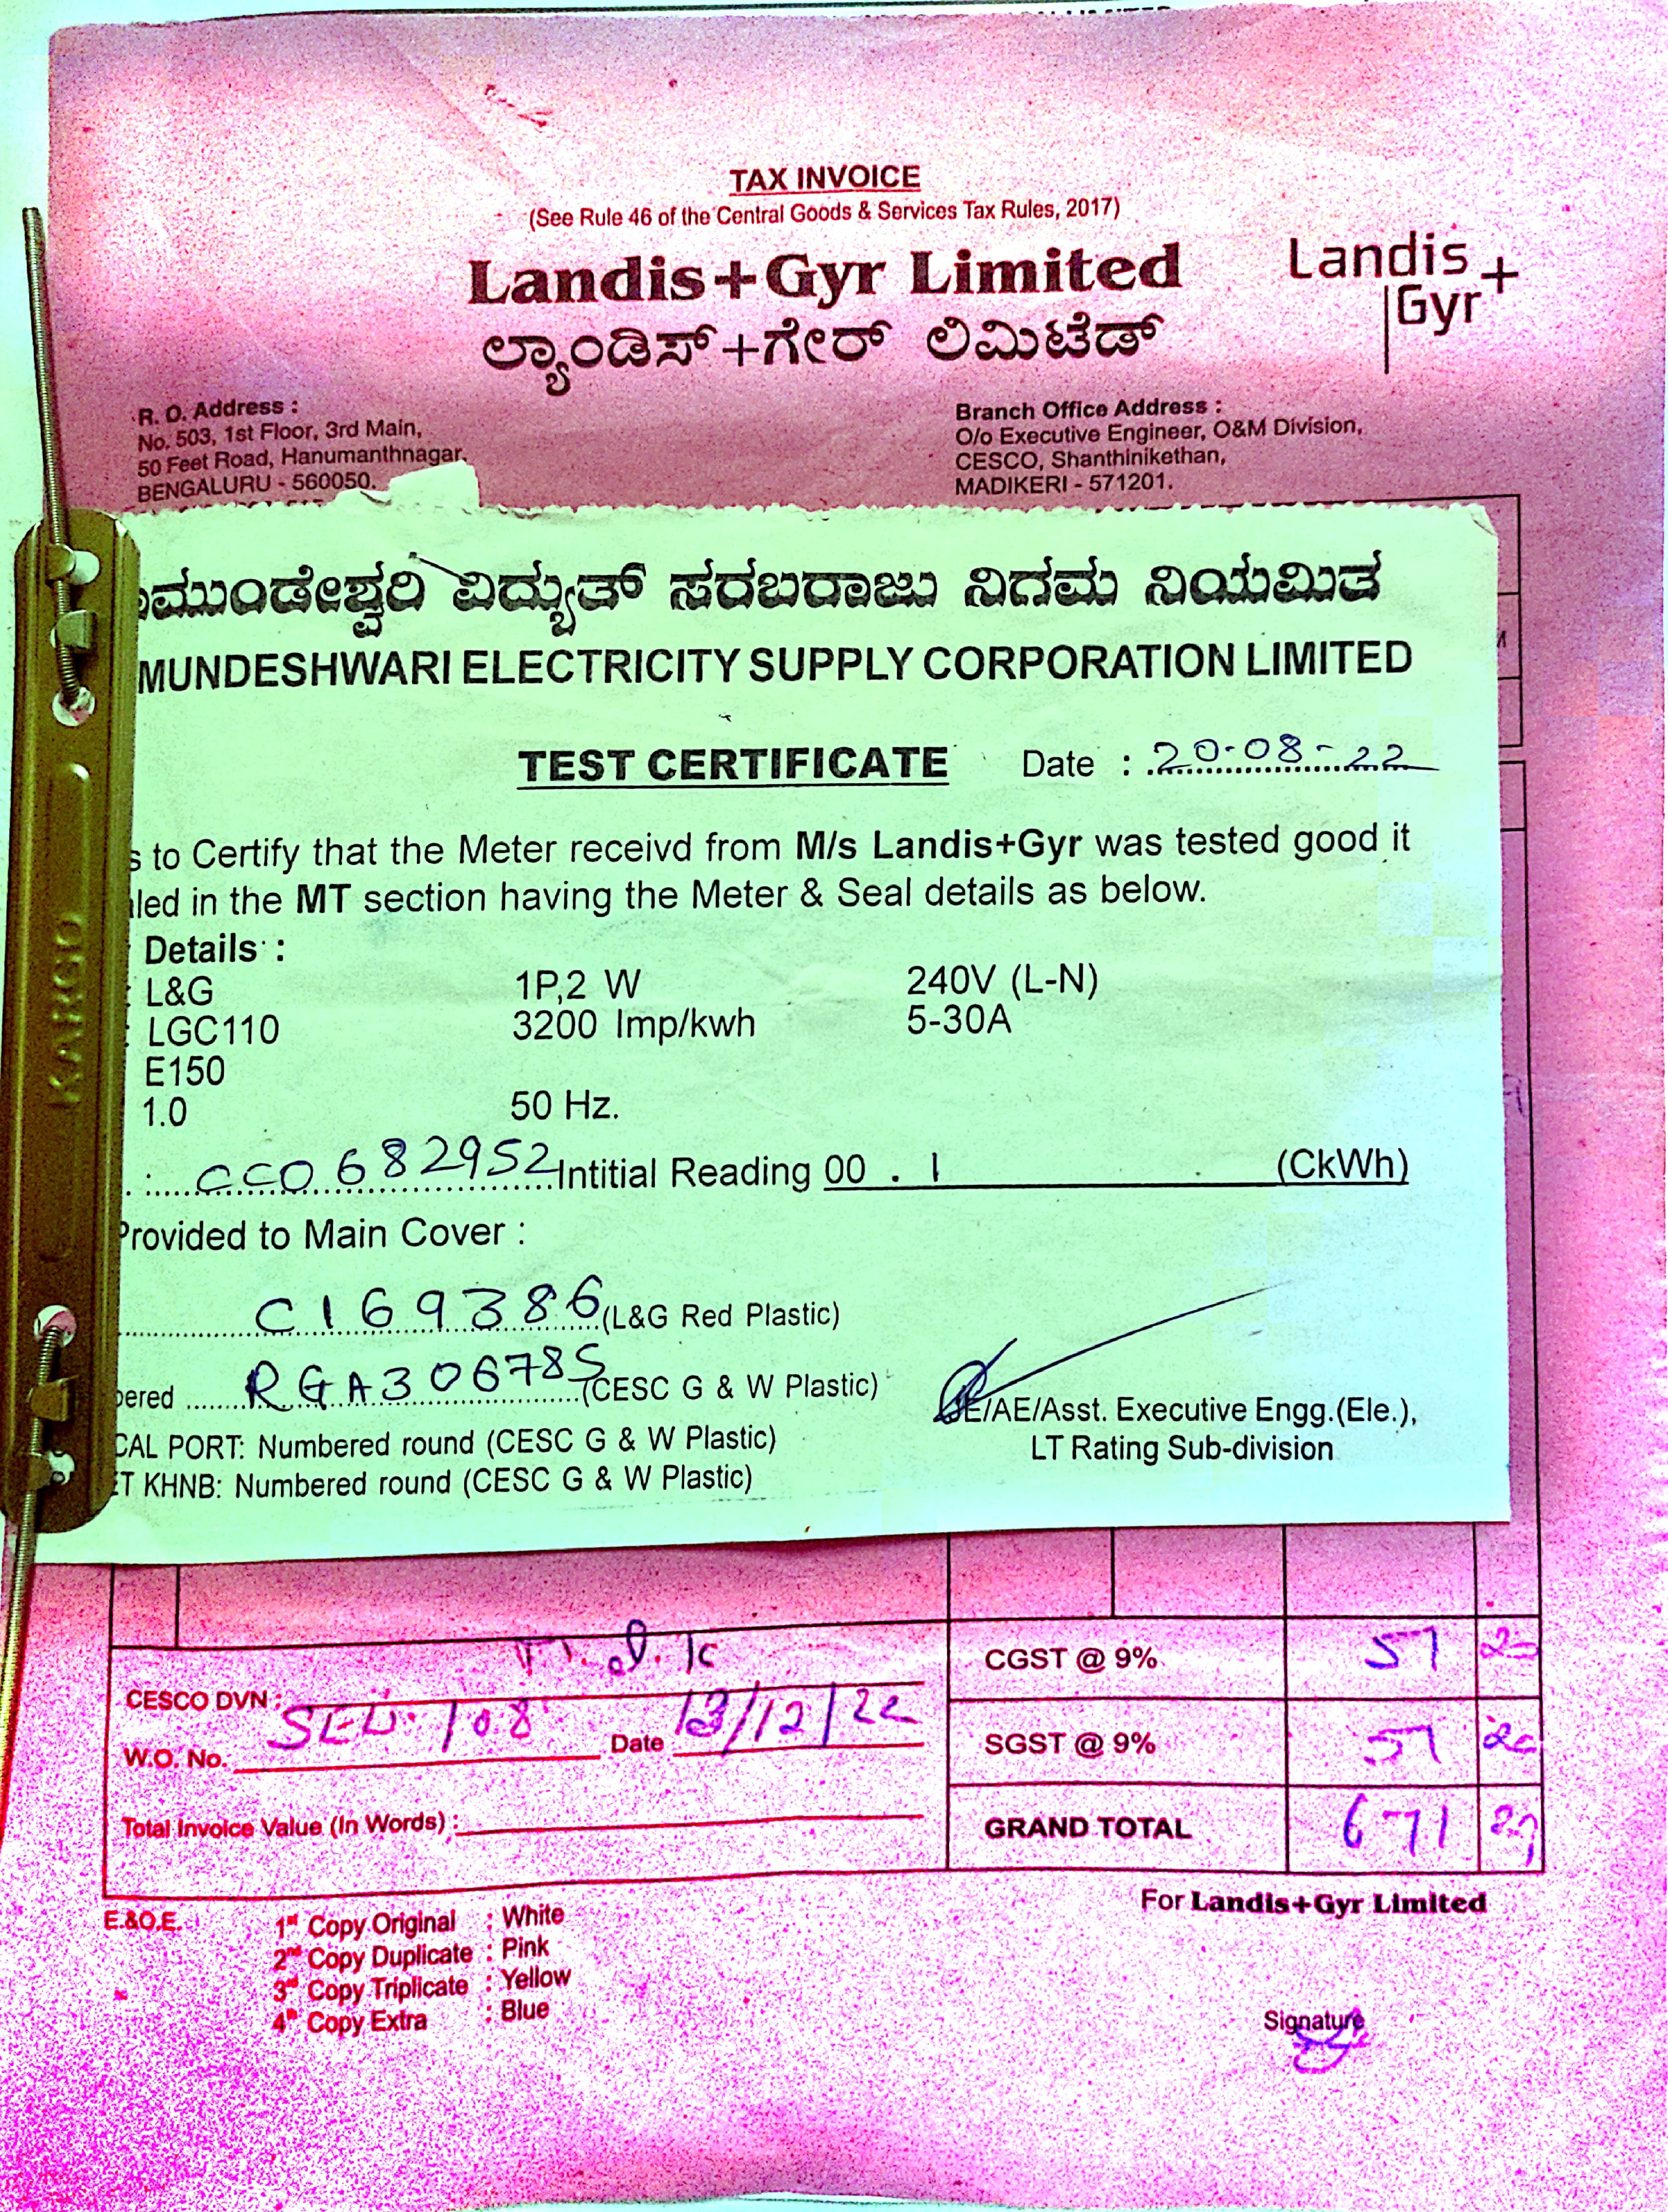 TAX INVOICE
(See Rule 46 of the Central Goods & Services Tax Rules, 2017)
Landis+Gyr Limited
Landis+
Gyr
ಲ್ಯಾಂಡಿಸ್+ಗೇರ್ ಲಿಮಿಟೆಡ್
R. O. Address :
No. 503, 1st Floor, 3rd Main,
50 Feet Road, Hanumanthnagar,
BENGALURU - 560050.
Branch Office Address :
O/o Executive Engineer, O&M Division,
CESCO, Shanthinikethan,
MADIKERI - 571201.
ಮುಂಡೇಶ್ವರಿ ವಿದ್ಯುತ್ ಸರಬರಾಜು ನಿಗಮ ನಿಯಮಿತ
MUNDESHWARI ELECTRICITY SUPPLY CORPORATION LIMITED
TEST CERTIFICATE Date : 20-08-22
s to Certify that the Meter receivd from M/s Landis+Gyr was tested good it
led in the MT section having the Meter & Seal details as below.
Details :
: L&G 1P,2 W 240V (L-N)
: LGC110 3200 Imp/kwh 5-30A
E150
1.0 50 Hz.
: CC0682952 Intitial Reading 00 . 1 (CkWh)
Provided to Main Cover :
C169386 (L&G Red Plastic)
bered RGA306785 (CESC G & W Plastic)
JE/AE/Asst. Executive Engg.(Ele.),
CAL PORT: Numbered round (CESC G & W Plastic)
LT Rating Sub-division
ET KHNB: Numbered round (CESC G & W Plastic)
KARGO
CGST @ 9% 57
CESCO DVN :
W.O. No. 108 Date 13/12/22
SGST @ 9% 57
Total Invoice Value (In Words) :
GRAND TOTAL 671
For Landis+Gyr Limited
E.&O.E. 1st Copy Original : White
2nd Copy Duplicate : Pink
3rd Copy Triplicate : Yellow
4th Copy Extra : Blue
Signature